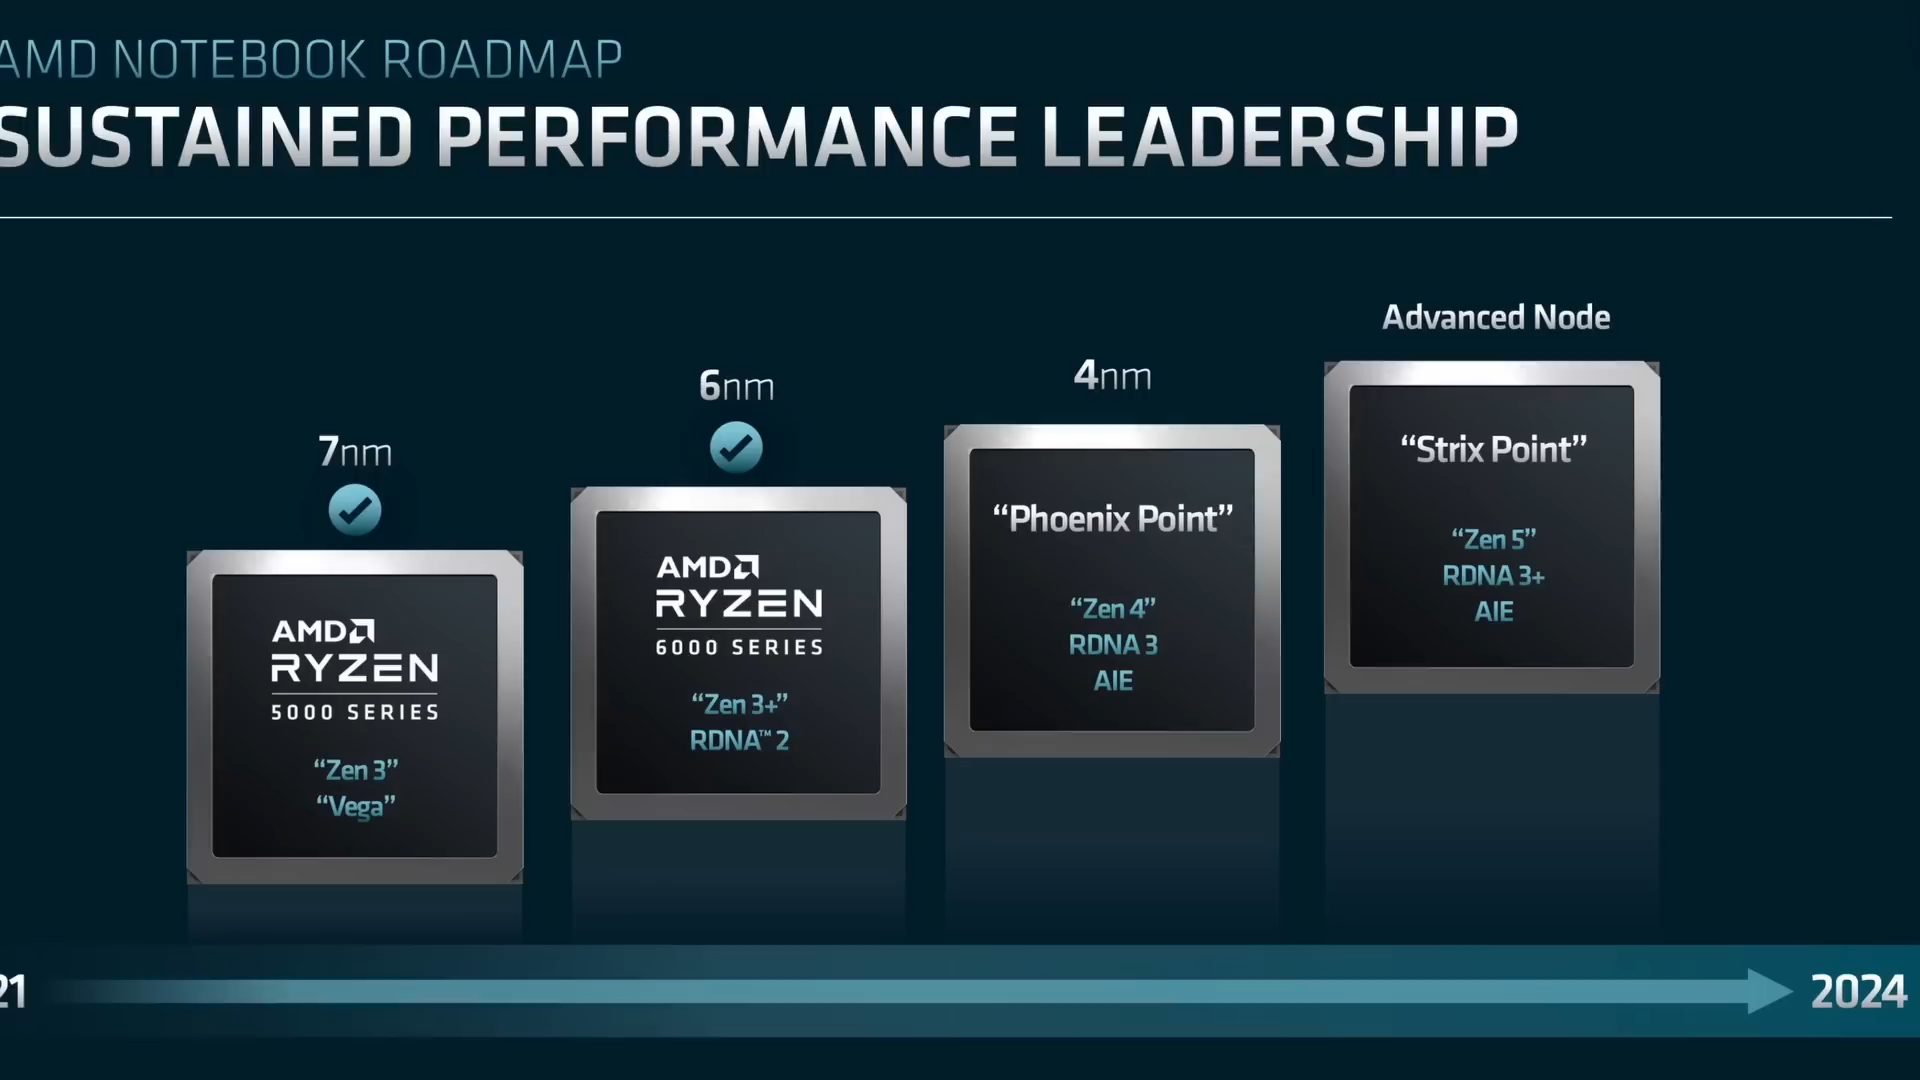 AMD NOTEBOOK ROADMAP
SUSTAINED PERFORMANCE LEADERSHIP
7nm
AMD
RYZEN
5000 SERIES
“Zen 3”
“Vega”
6nm
AMD
RYZEN
6000 SERIES
“Zen 3+”
RDNA™ 2
4nm
“Phoenix Point”
“Zen 4”
RDNA 3
AIE
Advanced Node
“Strix Point”
“Zen 5”
RDNA 3+
AIE
21
2024